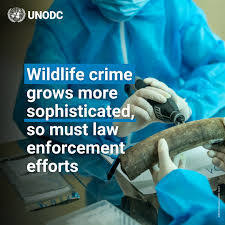 UNODC
Wildlife crime
grows more
sophisticated,
so must law
enforcement
efforts